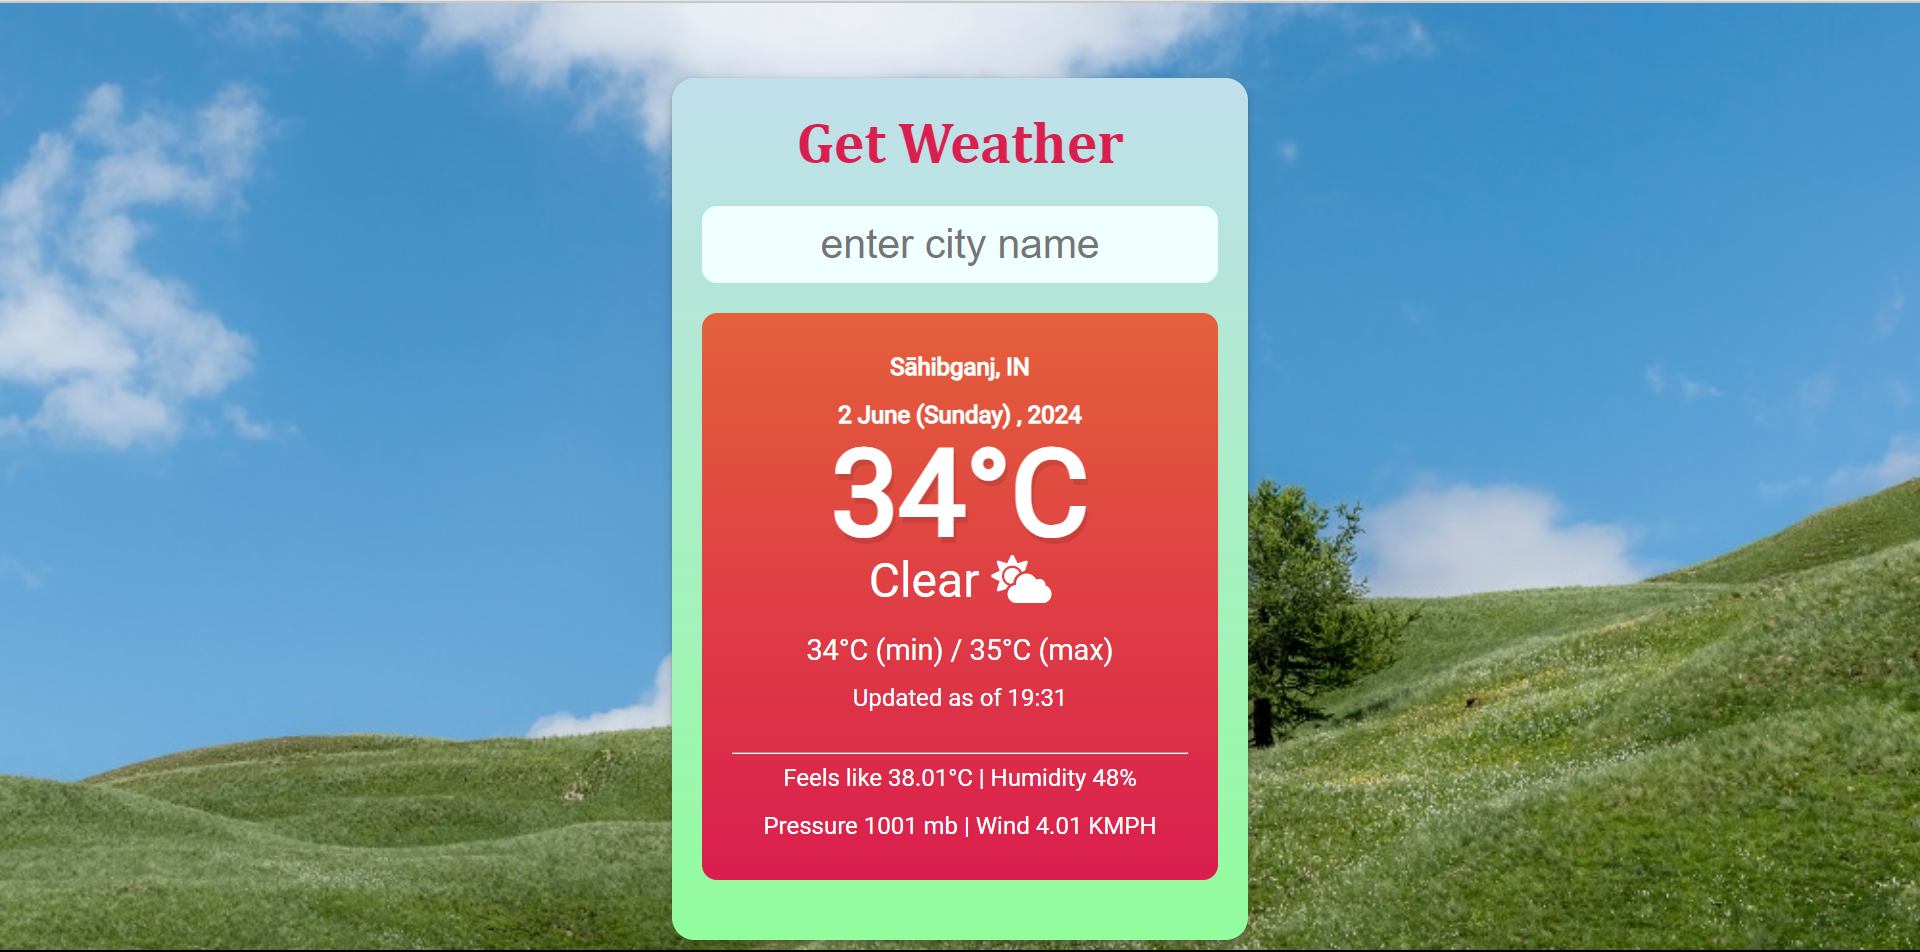 Get Weather
enter city name
Sāhibganj, IN
2 June (Sunday) , 2024
34°C
Clear
34°C (min) / 35°C (max)
Updated as of 19:31
Feels like 38.01°C | Humidity 48%
Pressure 1001 mb | Wind 4.01 KMPH